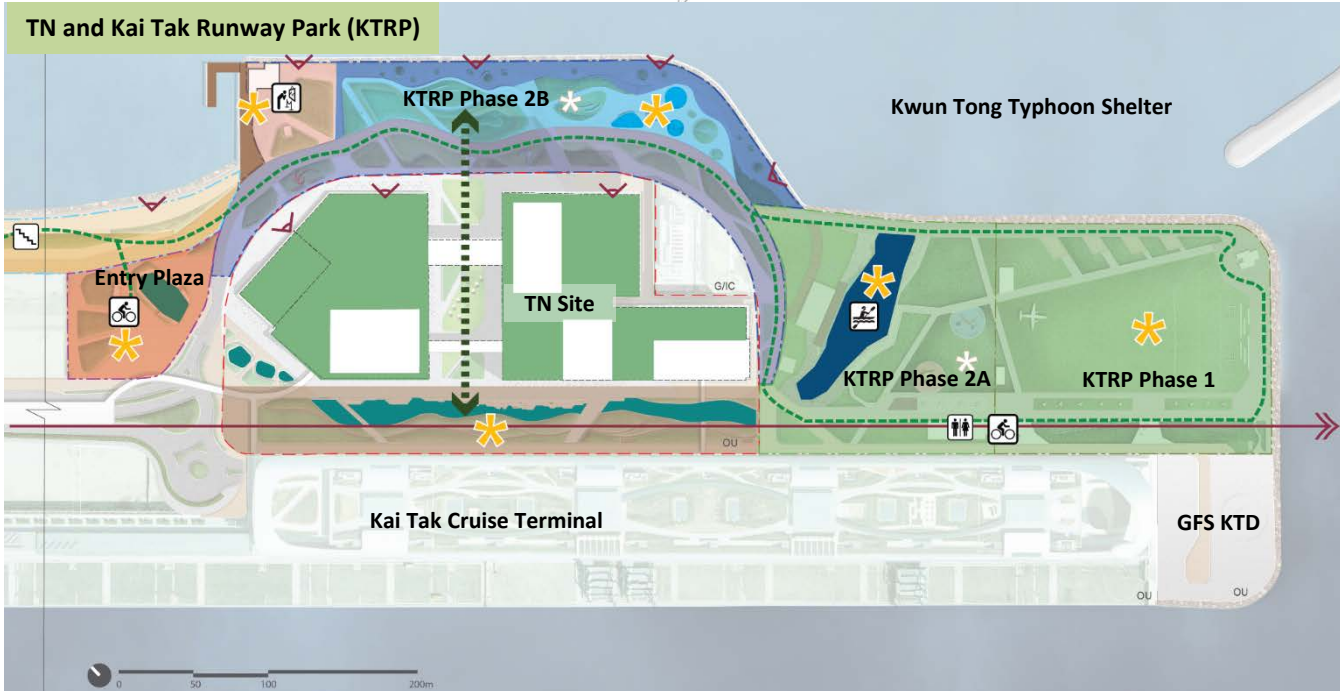 TN and Kai Tak Runway Park (KTRP)
KTRP Phase 2B
Kwun Tong Typhoon Shelter
Entry Plaza
G/IC
TN Site
KTRP Phase 2A
KTRP Phase 1
OU
Kai Tak Cruise Terminal
GFS KTD
OU
OU
0
50
100
200m